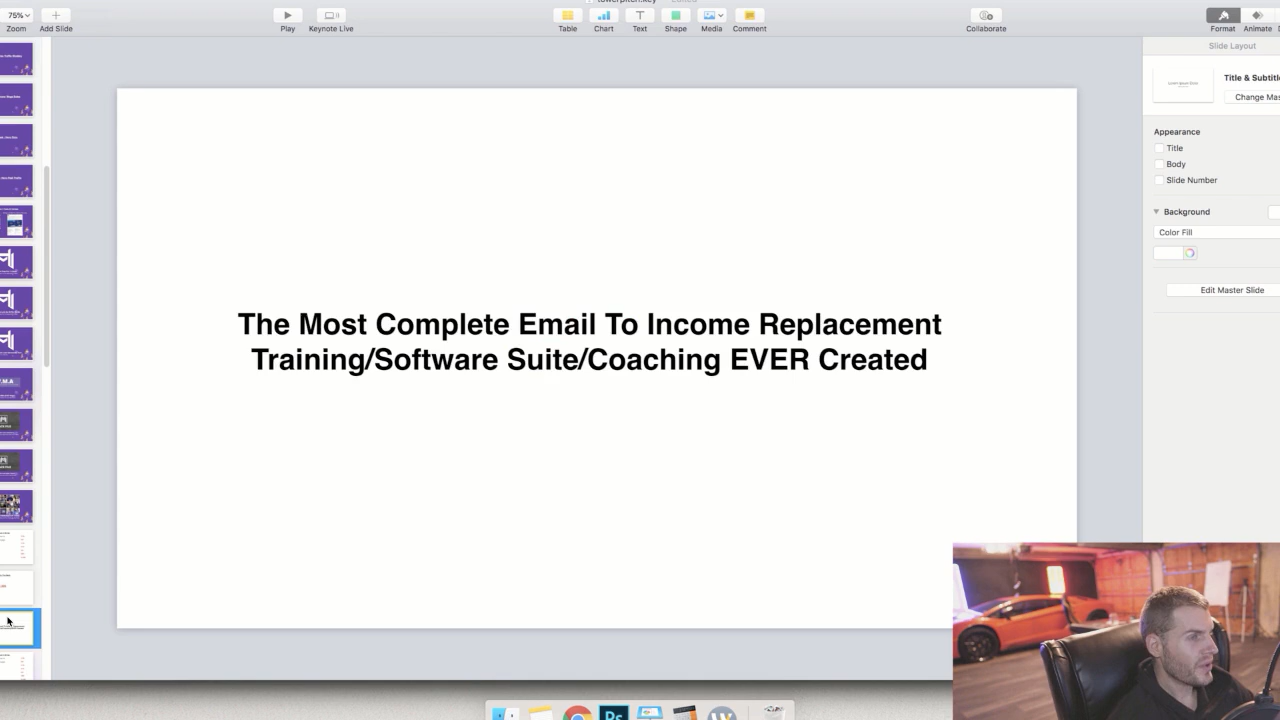 75%
Zoom
Add Slide
Play
Keynote Live
Table
Chart
Text
Shape
Media
Comment
Collaborate
Format
Animate
Slide Layout
Title & Subtitle
Change Mas
Appearance
Title
Body
Slide Number
Background
Color Fill
Edit Master Slide
The Most Complete Email To Income Replacement
Training/Software Suite/Coaching EVER Created
Ps